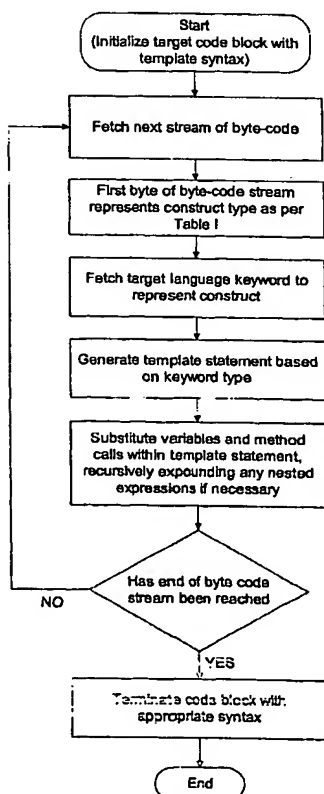 Start
(Initialize target code block with
template syntax)
Fetch next stream of byte-code
First byte of byte-code stream
represents construct type as per
Table I
Fetch target language keyword to
represent construct
Generate template statement based
on keyword type
Substitute variables and method
calls within template statement,
recursively expounding any nested
expressions if necessary
Has end of byte code
stream been reached
NO
YES
Terminate code block with
appropriate syntax
End